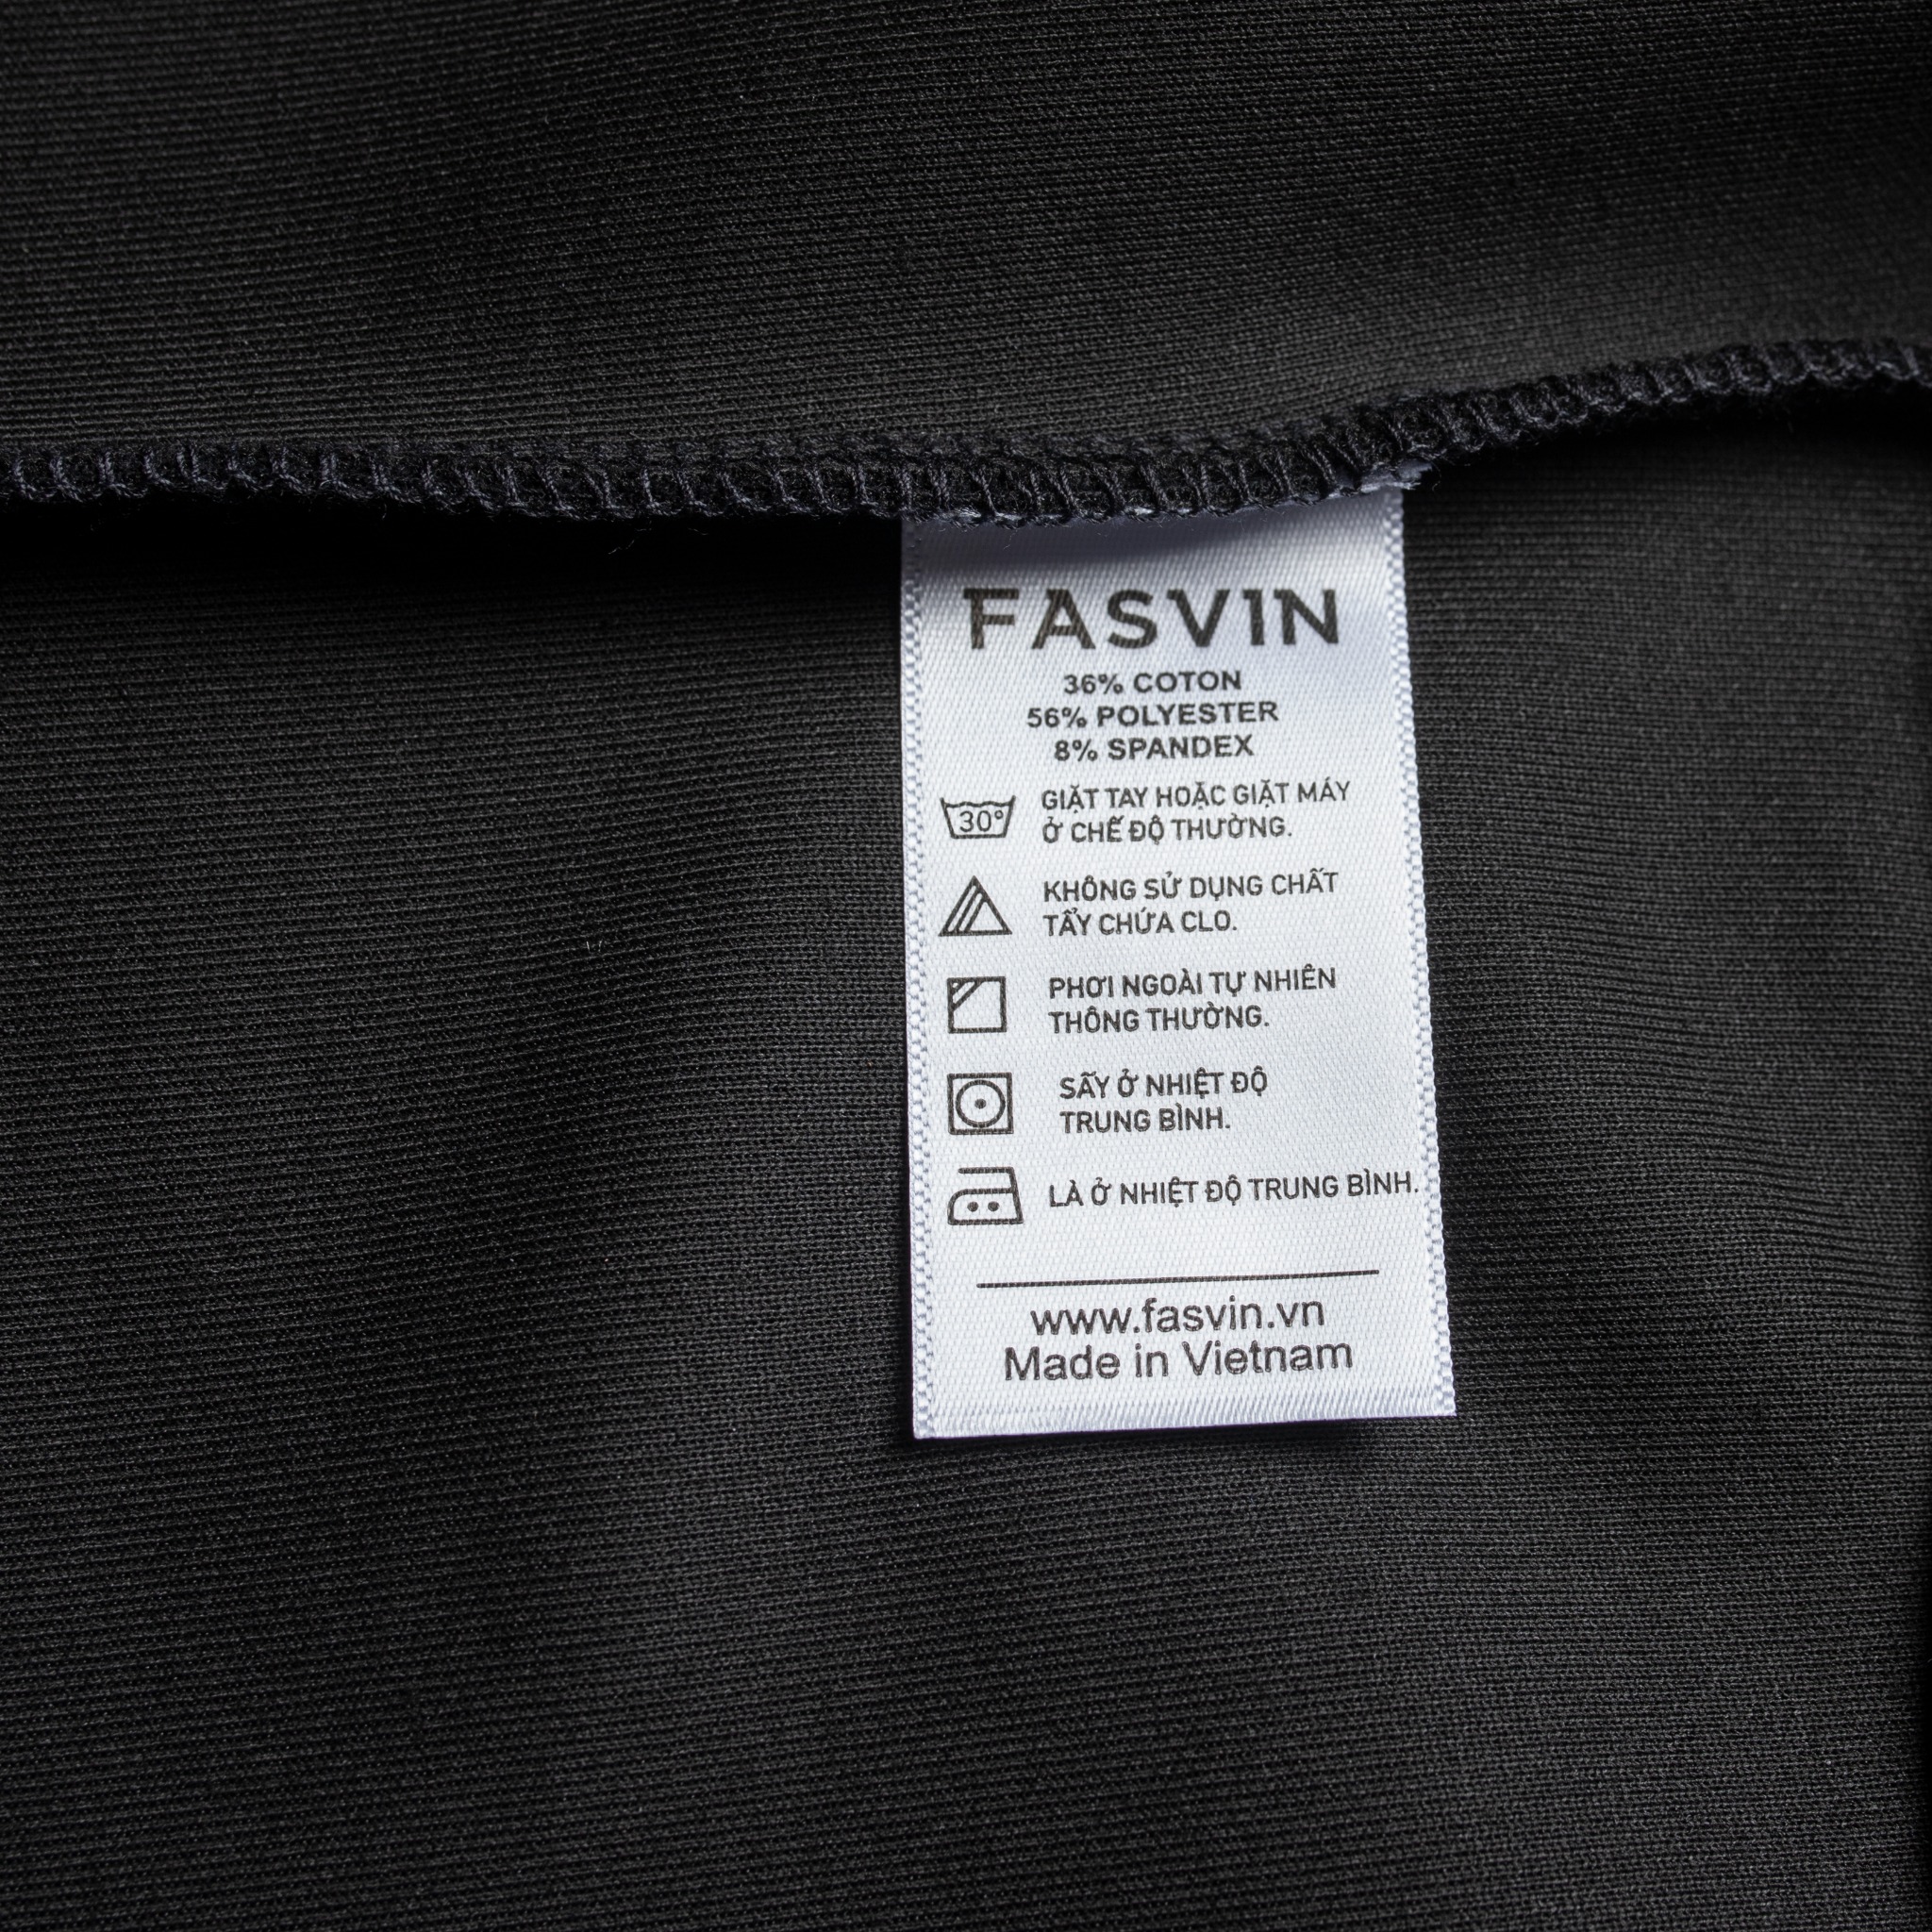 FASVIN
36% COTON
56% POLYESTER
8% SPANDEX
30°
GIẶT TAY HOẶC GIẶT MÁY
Ở CHẾ ĐỘ THƯỜNG.
KHÔNG SỬ DỤNG CHẤT
TẨY CHỨA CLO.
PHƠI NGOÀI TỰ NHIÊN
THÔNG THƯỜNG.
SẤY Ở NHIỆT ĐỘ
TRUNG BÌNH.
LÀ Ở NHIỆT ĐỘ TRUNG BÌNH.
www.fasvin.vn
Made in Vietnam